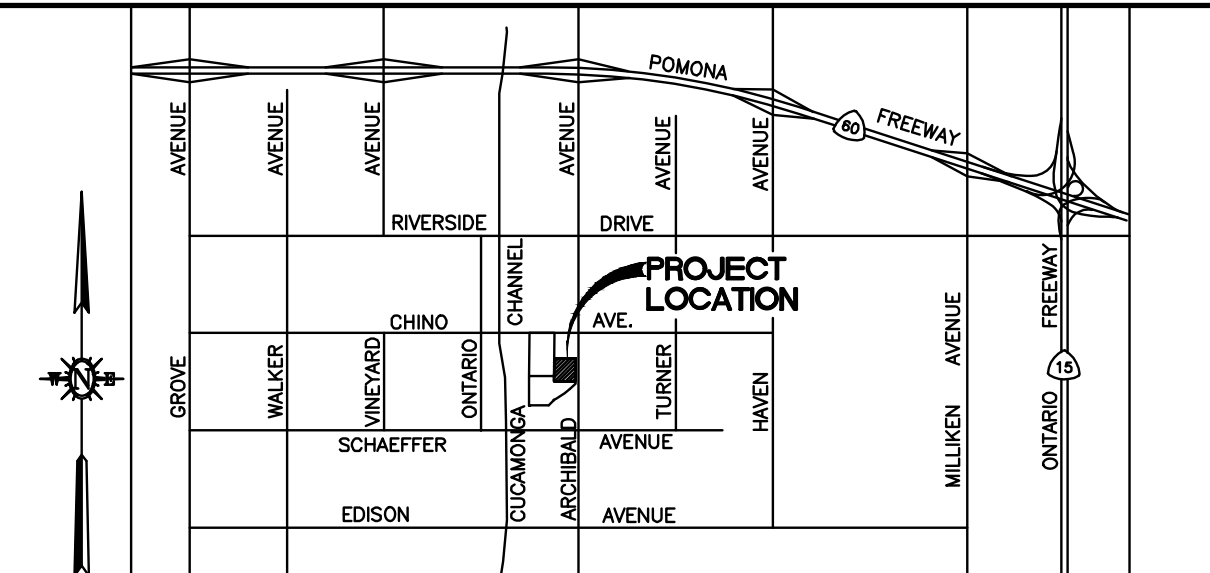 POMONA
60
FREEWAY
AVENUE
AVENUE
AVENUE
AVENUE
AVENUE
AVENUE
RIVERSIDE DRIVE
PROJECT
LOCATION
CHANNEL
FREEWAY
CHINO AVE.
AVENUE
W N E
GROVE
WALKER
VINEYARD
ONTARIO
TURNER
HAVEN
15
CUCAMONGA
ARCHIBALD
MILLIKEN
ONTARIO
SCHAEFFER AVENUE
EDISON AVENUE